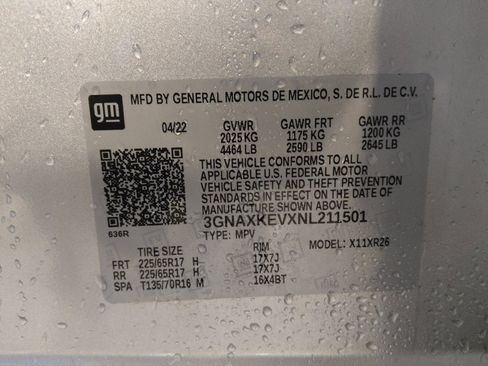 gm
MFD BY GENERAL MOTORS DE MEXICO, S. DE R.L. DE C.V.
04/22 GVWR GAWR FRT GAWR RR
2025 KG 1175 KG 1200 KG
4464 LB 2590 LB 2645 LB
THIS VEHICLE CONFORMS TO ALL
APPLICABLE U.S. FEDERAL MOTOR
VEHICLE SAFETY AND THEFT PREVENTION
STANDARDS IN EFFECT ON THE DATE OF
MANUFACTURE SHOWN ABOVE.
636R
3GNAXKEVXNL211501
TYPE: MPV MODEL: X11XR26
TIRE SIZE RIM
FRT 225/65R17 H 17X7J
RR 225/65R17 H 17X7J
SPA T135/70R16 M 16X4BT